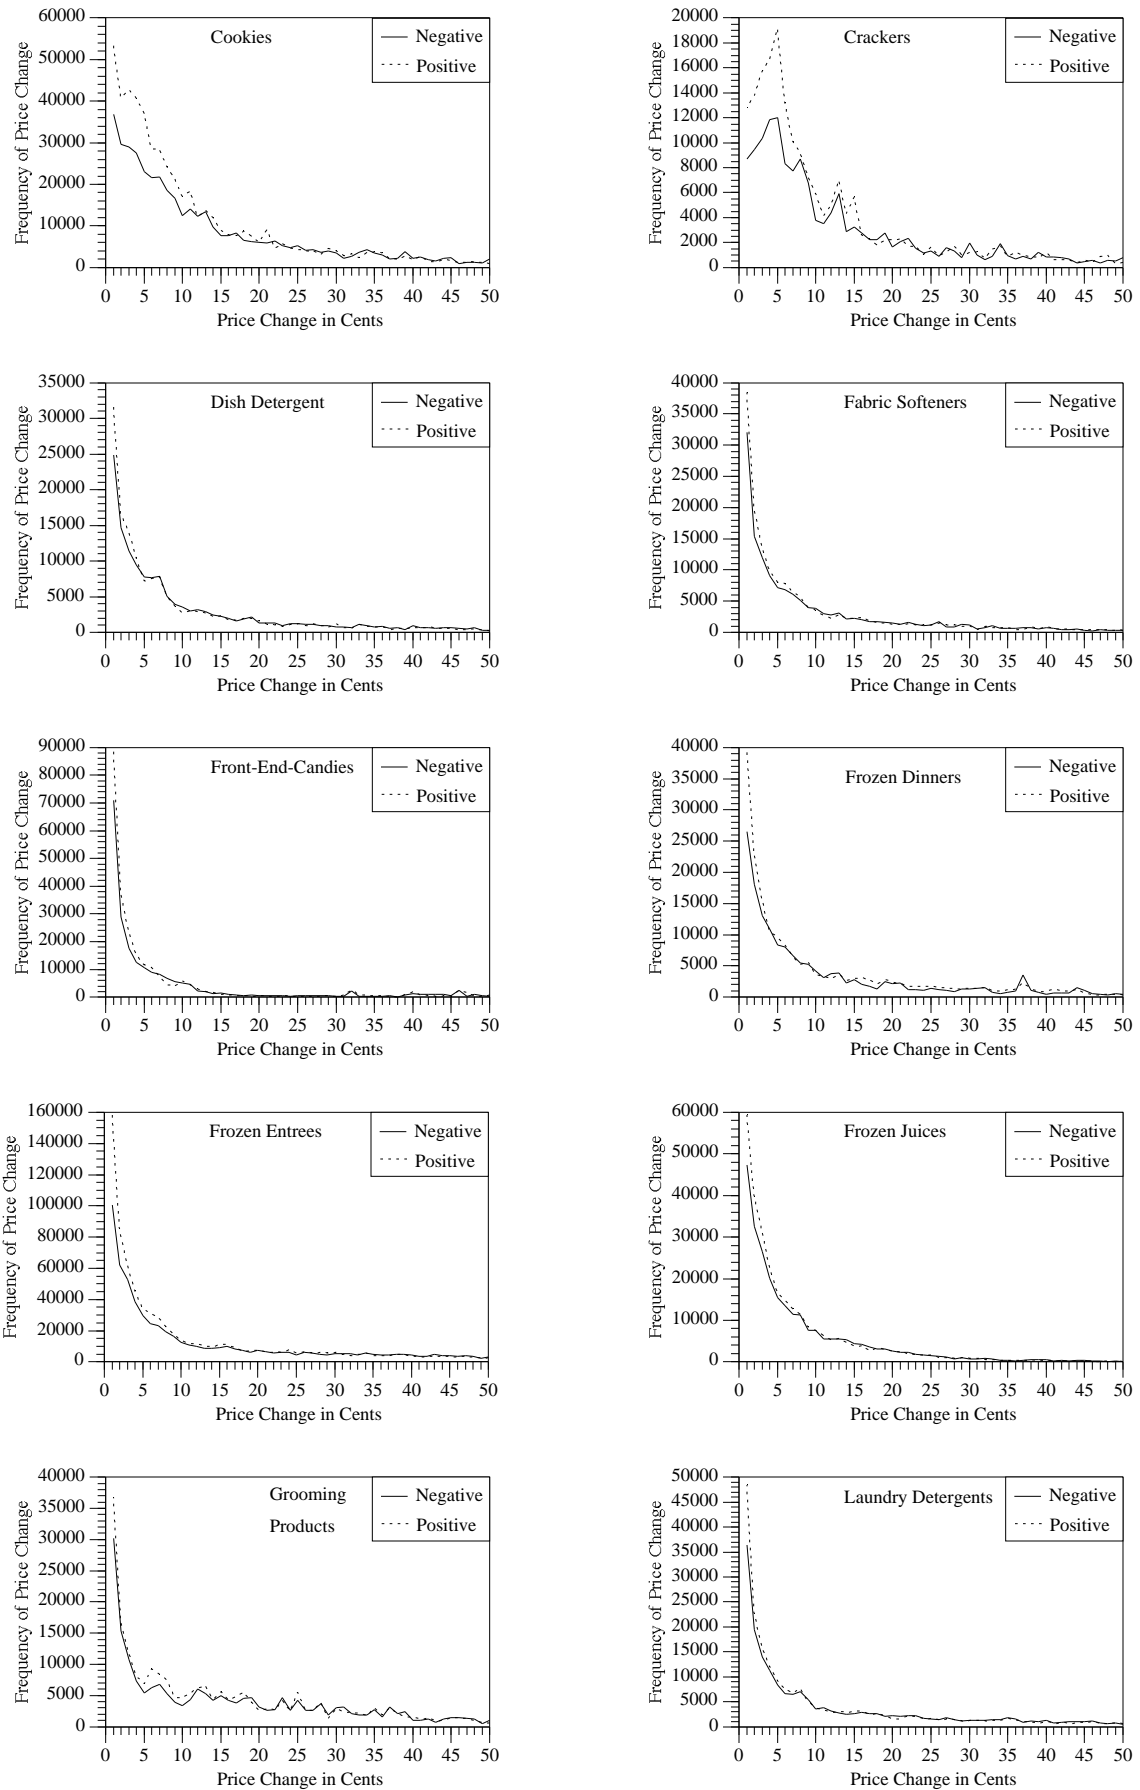 60000
50000
40000
30000
20000
10000
0
Frequency of Price Change
Cookies
Negative
Positive
0 5 10 15 20 25 30 35 40 45 50
Price Change in Cents
20000
18000
16000
14000
12000
10000
8000
6000
4000
2000
0
Frequency of Price Change
Crackers
Negative
Positive
0 5 10 15 20 25 30 35 40 45 50
Price Change in Cents
35000
30000
25000
20000
15000
10000
5000
0
Frequency of Price Change
Dish Detergent
Negative
Positive
0 5 10 15 20 25 30 35 40 45 50
Price Change in Cents
40000
35000
30000
25000
20000
15000
10000
5000
0
Frequency of Price Change
Fabric Softeners
Negative
Positive
0 5 10 15 20 25 30 35 40 45 50
Price Change in Cents
90000
80000
70000
60000
50000
40000
30000
20000
10000
0
Frequency of Price Change
Front-End-Candies
Negative
Positive
0 5 10 15 20 25 30 35 40 45 50
Price Change in Cents
40000
35000
30000
25000
20000
15000
10000
5000
0
Frequency of Price Change
Frozen Dinners
Negative
Positive
0 5 10 15 20 25 30 35 40 45 50
Price Change in Cents
160000
140000
120000
100000
80000
60000
40000
20000
0
Frequency of Price Change
Frozen Entrees
Negative
Positive
0 5 10 15 20 25 30 35 40 45 50
Price Change in Cents
60000
50000
40000
30000
20000
10000
0
Frequency of Price Change
Frozen Juices
Negative
Positive
0 5 10 15 20 25 30 35 40 45 50
Price Change in Cents
40000
35000
30000
25000
20000
15000
10000
5000
0
Frequency of Price Change
Grooming
Products
Negative
Positive
0 5 10 15 20 25 30 35 40 45 50
Price Change in Cents
50000
45000
40000
35000
30000
25000
20000
15000
10000
5000
0
Frequency of Price Change
Laundry Detergents
Negative
Positive
0 5 10 15 20 25 30 35 40 45 50
Price Change in Cents